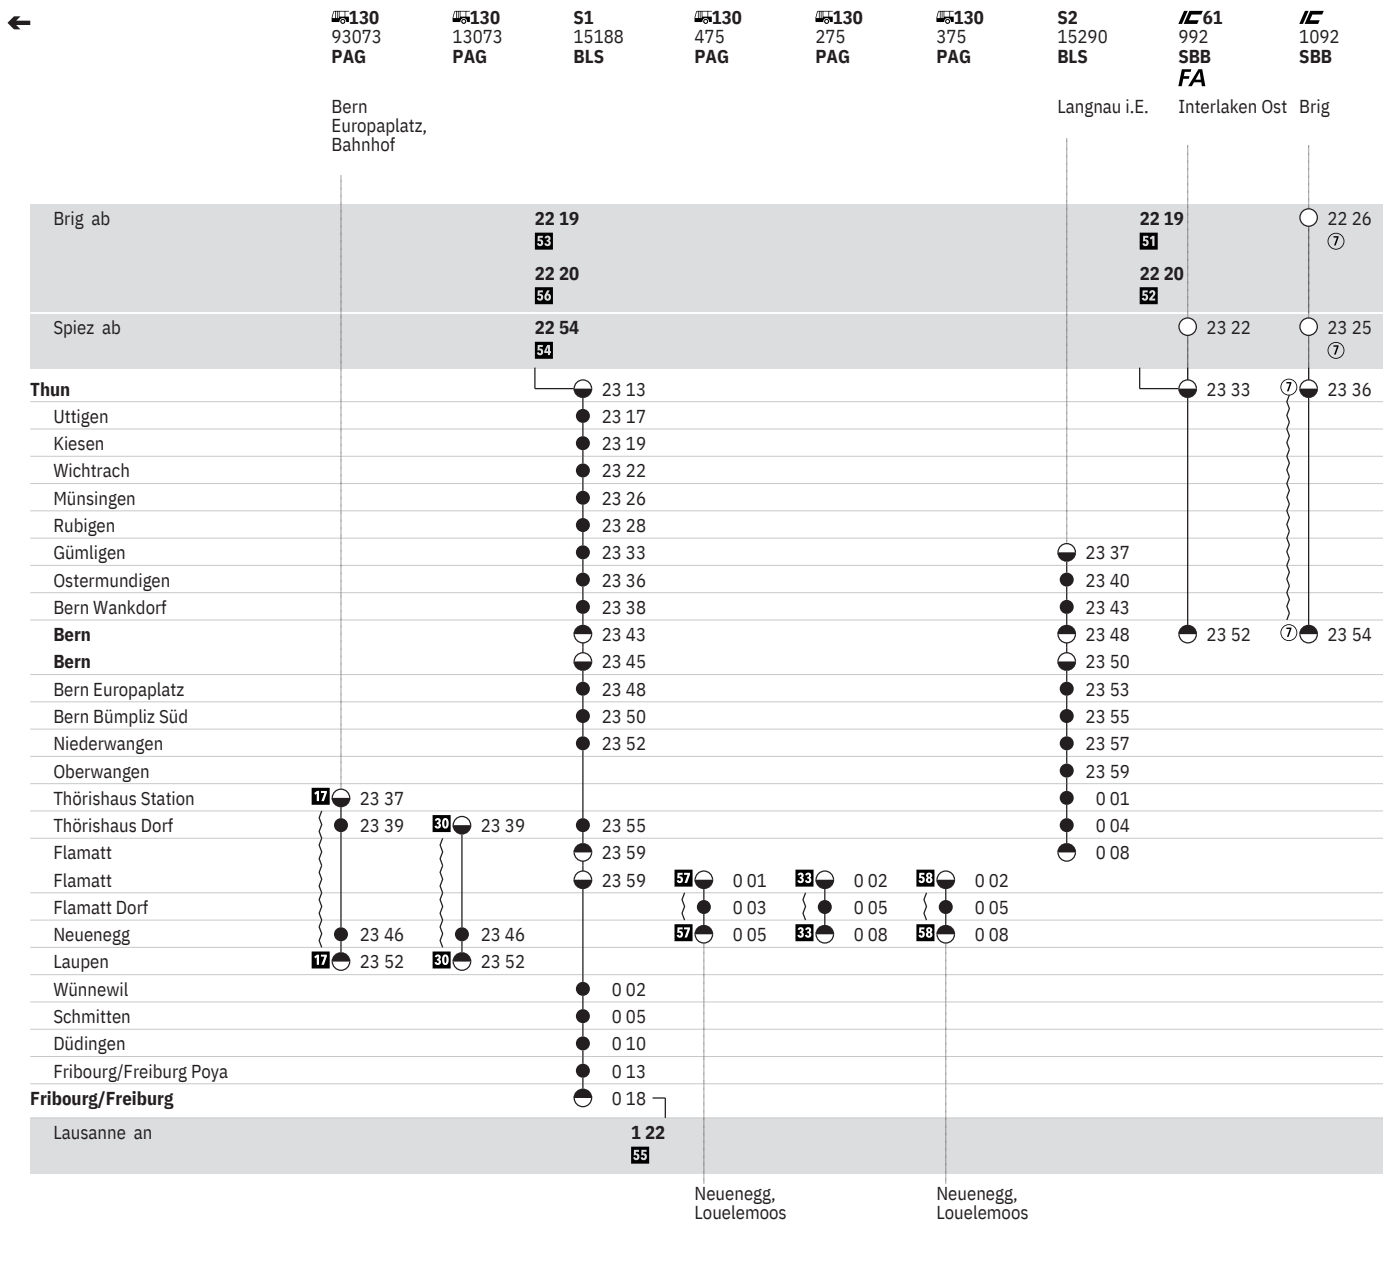 130 130 S1 130 130 130 S2 IC 61 IC
93073 13073 15188 475 275 375 15290 992 1092
PAG PAG BLS PAG PAG PAG BLS SBB SBB
FA
Bern Langnau i.E. Interlaken Ost Brig
Europaplatz,
Bahnhof
Brig ab 22 19 22 19 22 26
53 51 7
22 20 22 20
56 52
Spiez ab 22 54 23 22 23 25
54 7
Thun 23 13 23 33 7 23 36
Uttigen 23 17
Kiesen 23 19
Wichtrach 23 22
Münsingen 23 26
Rubigen 23 28
Gümligen 23 33 23 37
Ostermundigen 23 36 23 40
Bern Wankdorf 23 38 23 43
Bern 23 43 23 48 23 52 7 23 54
Bern 23 45 23 50
Bern Europaplatz 23 48 23 53
Bern Bümpliz Süd 23 50 23 55
Niederwangen 23 52 23 57
Oberwangen 23 59
Thörishaus Station 17 23 37 0 01
Thörishaus Dorf 23 39 30 23 39 23 55 0 04
Flamatt 23 59 0 08
Flamatt 23 59 57 0 01 33 0 02 58 0 02
Flamatt Dorf 0 03 0 05 0 05
Neuenegg 23 46 23 46 57 0 05 33 0 08 58 0 08
Laupen 17 23 52 30 23 52
Wünnewil 0 02
Schmitten 0 05
Düdingen 0 10
Fribourg/Freiburg Poya 0 13
Fribourg/Freiburg 0 18
Lausanne an 1 22
55
Neuenegg, Neuenegg,
Louelemoos Louelemoos